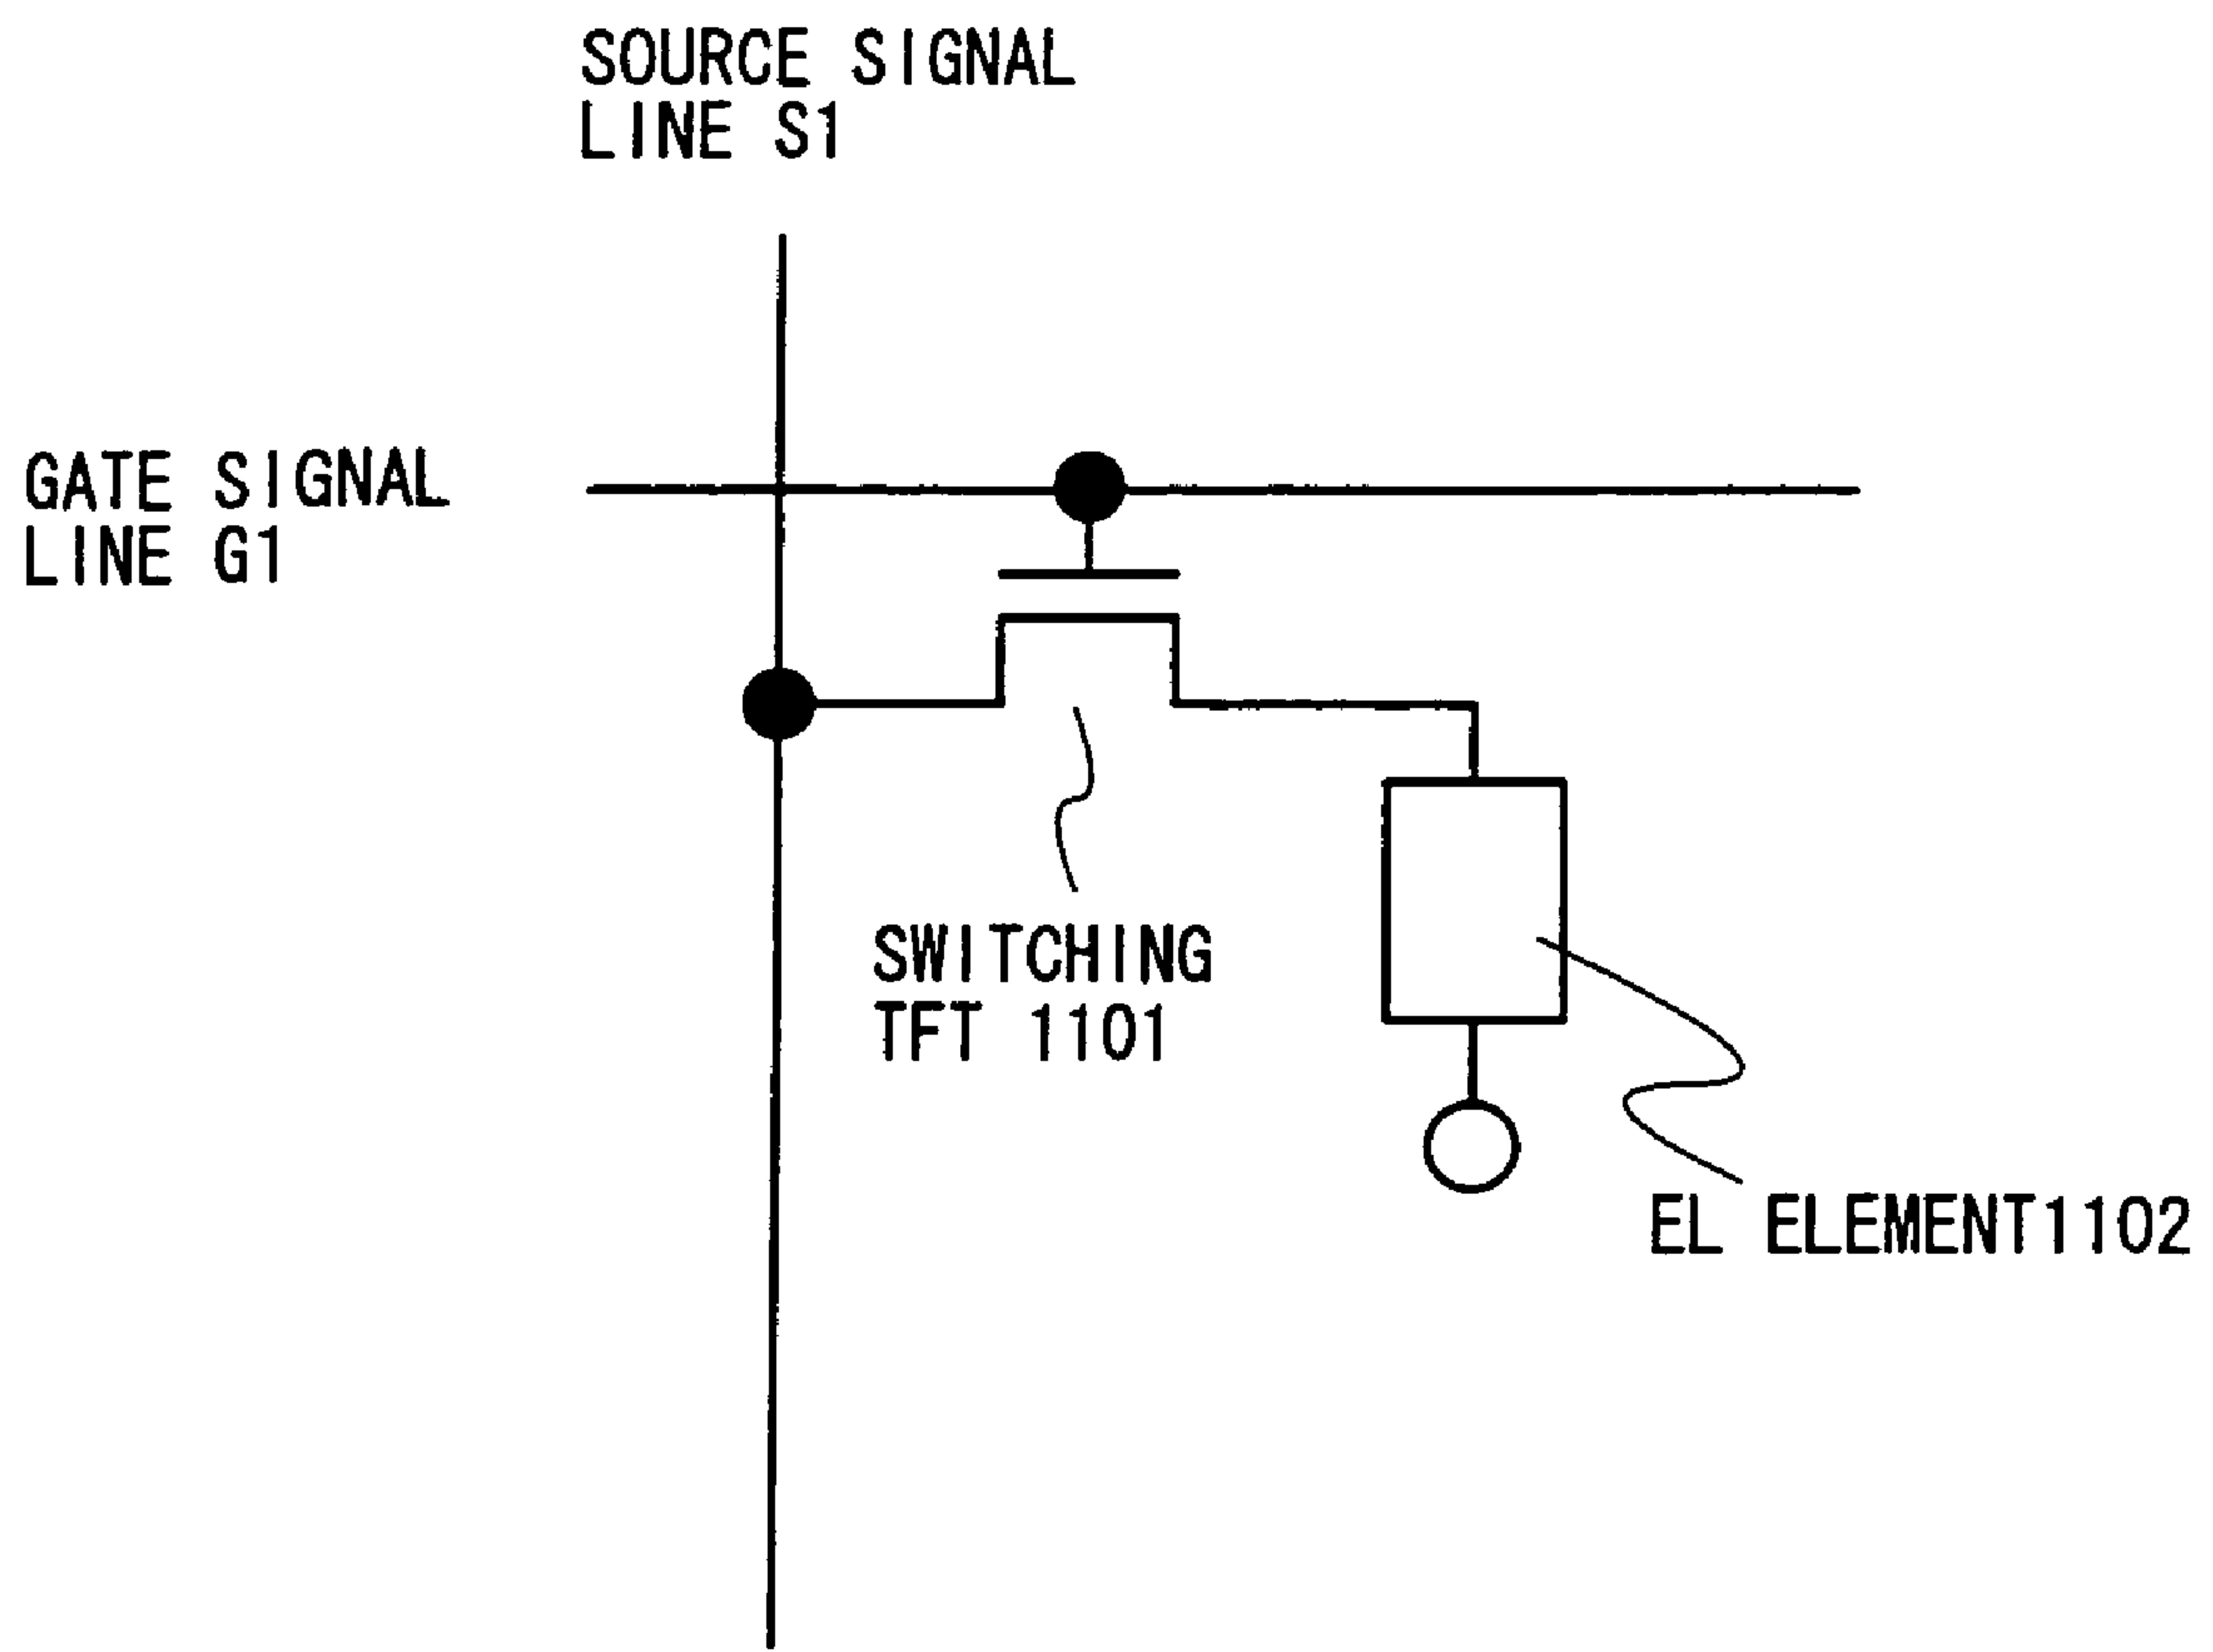 SOURCE SIGNAL
LINE S1
GATE SIGNAL
LINE G1
SWITCHING
TFT 1101
EL ELEMENT1102